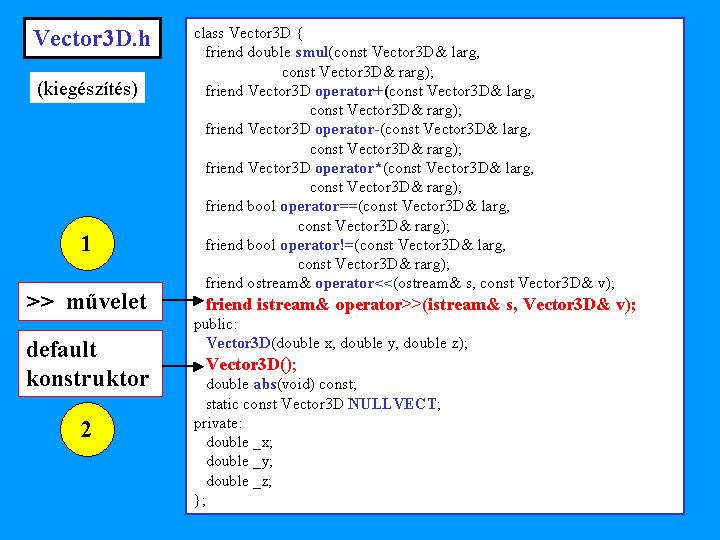 Vector3D.h
(kiegészítés)
1
>> művelet
default
konstruktor
2
class Vector3D {
friend double smul(const Vector3D& larg,
const Vector3D& rarg);
friend Vector3D operator+(const Vector3D& larg,
const Vector3D& rarg);
friend Vector3D operator-(const Vector3D& larg,
const Vector3D& rarg);
friend Vector3D operator*(const Vector3D& larg,
const Vector3D& rarg);
friend bool operator==(const Vector3D& larg,
const Vector3D& rarg);
friend bool operator!=(const Vector3D& larg,
const Vector3D& rarg);
friend ostream& operator<<(ostream& s, const Vector3D& v);
friend istream& operator>>(istream& s, Vector3D& v);
public:
Vector3D(double x, double y, double z);
Vector3D();
double abs(void) const;
static const Vector3D NULLVECT;
private:
double _x;
double _y;
double _z;
};